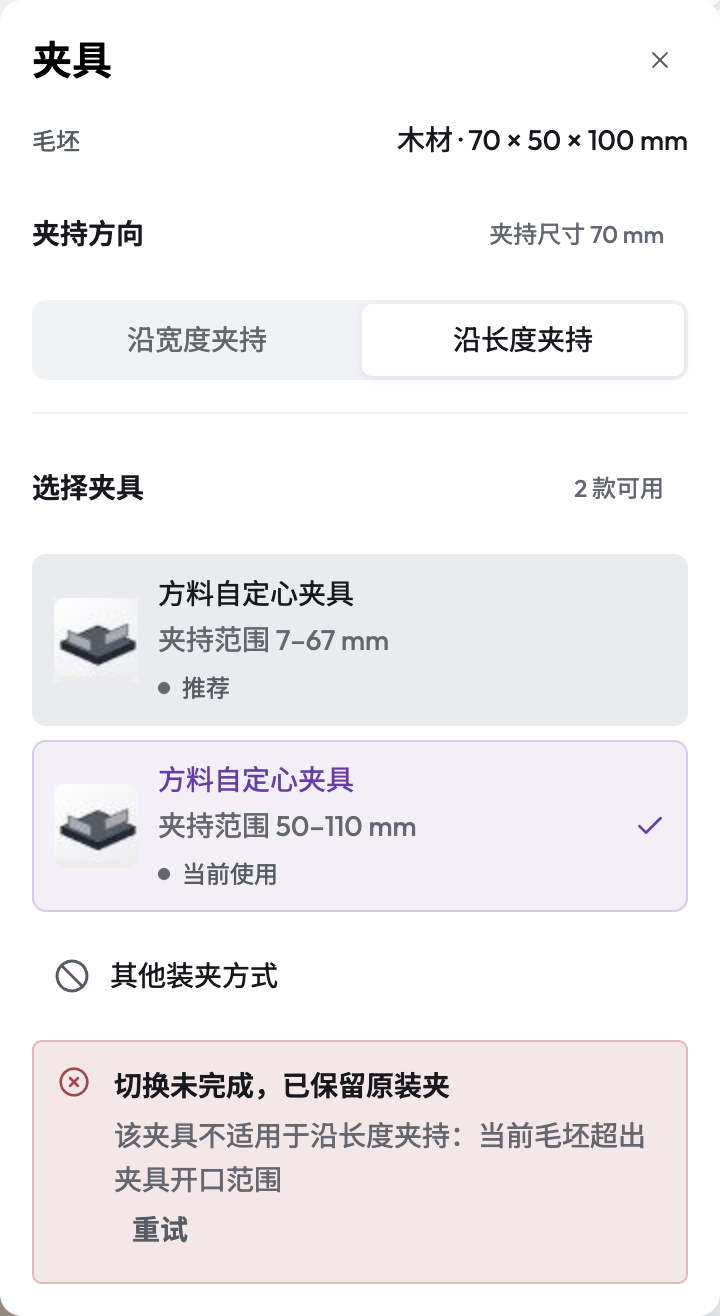 夹具
毛坯
木材 · 70 × 50 × 100 mm
夹持方向
夹持尺寸 70 mm
沿宽度夹持
沿长度夹持
选择夹具
2 款可用
方料自定心夹具
夹持范围 7–67 mm
推荐
方料自定心夹具
夹持范围 50–110 mm
当前使用
其他装夹方式
切换未完成，已保留原装夹
该夹具不适用于沿长度夹持：当前毛坯超出
夹具开口范围
重试